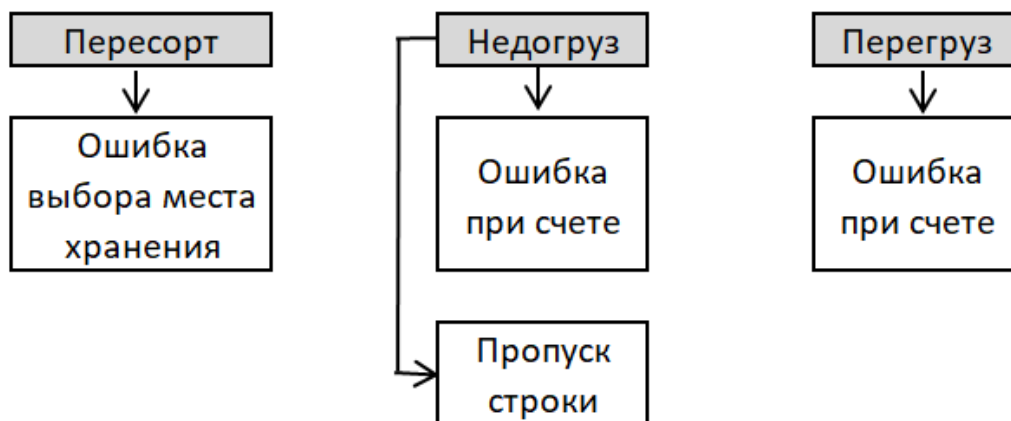 Пересорт
Ошибка
выбора места
хранения
Недогруз
Ошибка
при счете
Пропуск
строки
Перегруз
Ошибка
при счете